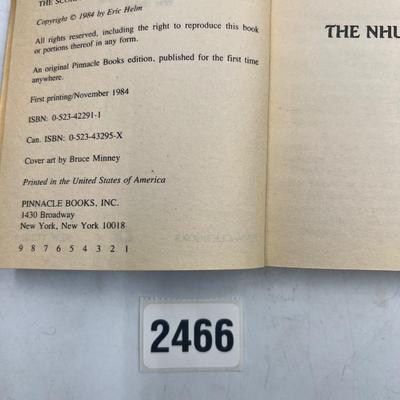 THE SCOR
Copyright © 1984 by Eric Helm
All rights reserved, including the right to reproduce this book
or portions thereof in any form.
An original Pinnacle Books edition, published for the first time
anywhere.
First printing/November 1984
ISBN: 0-523-42291-1
Can. ISBN: 0-523-43295-X
Cover art by Bruce Minney
Printed in the United States of America
PINNACLE BOOKS, INC.
1430 Broadway
New York, New York 10018
9 8 7 6 5 4 3 2 1
THE NHU
2466